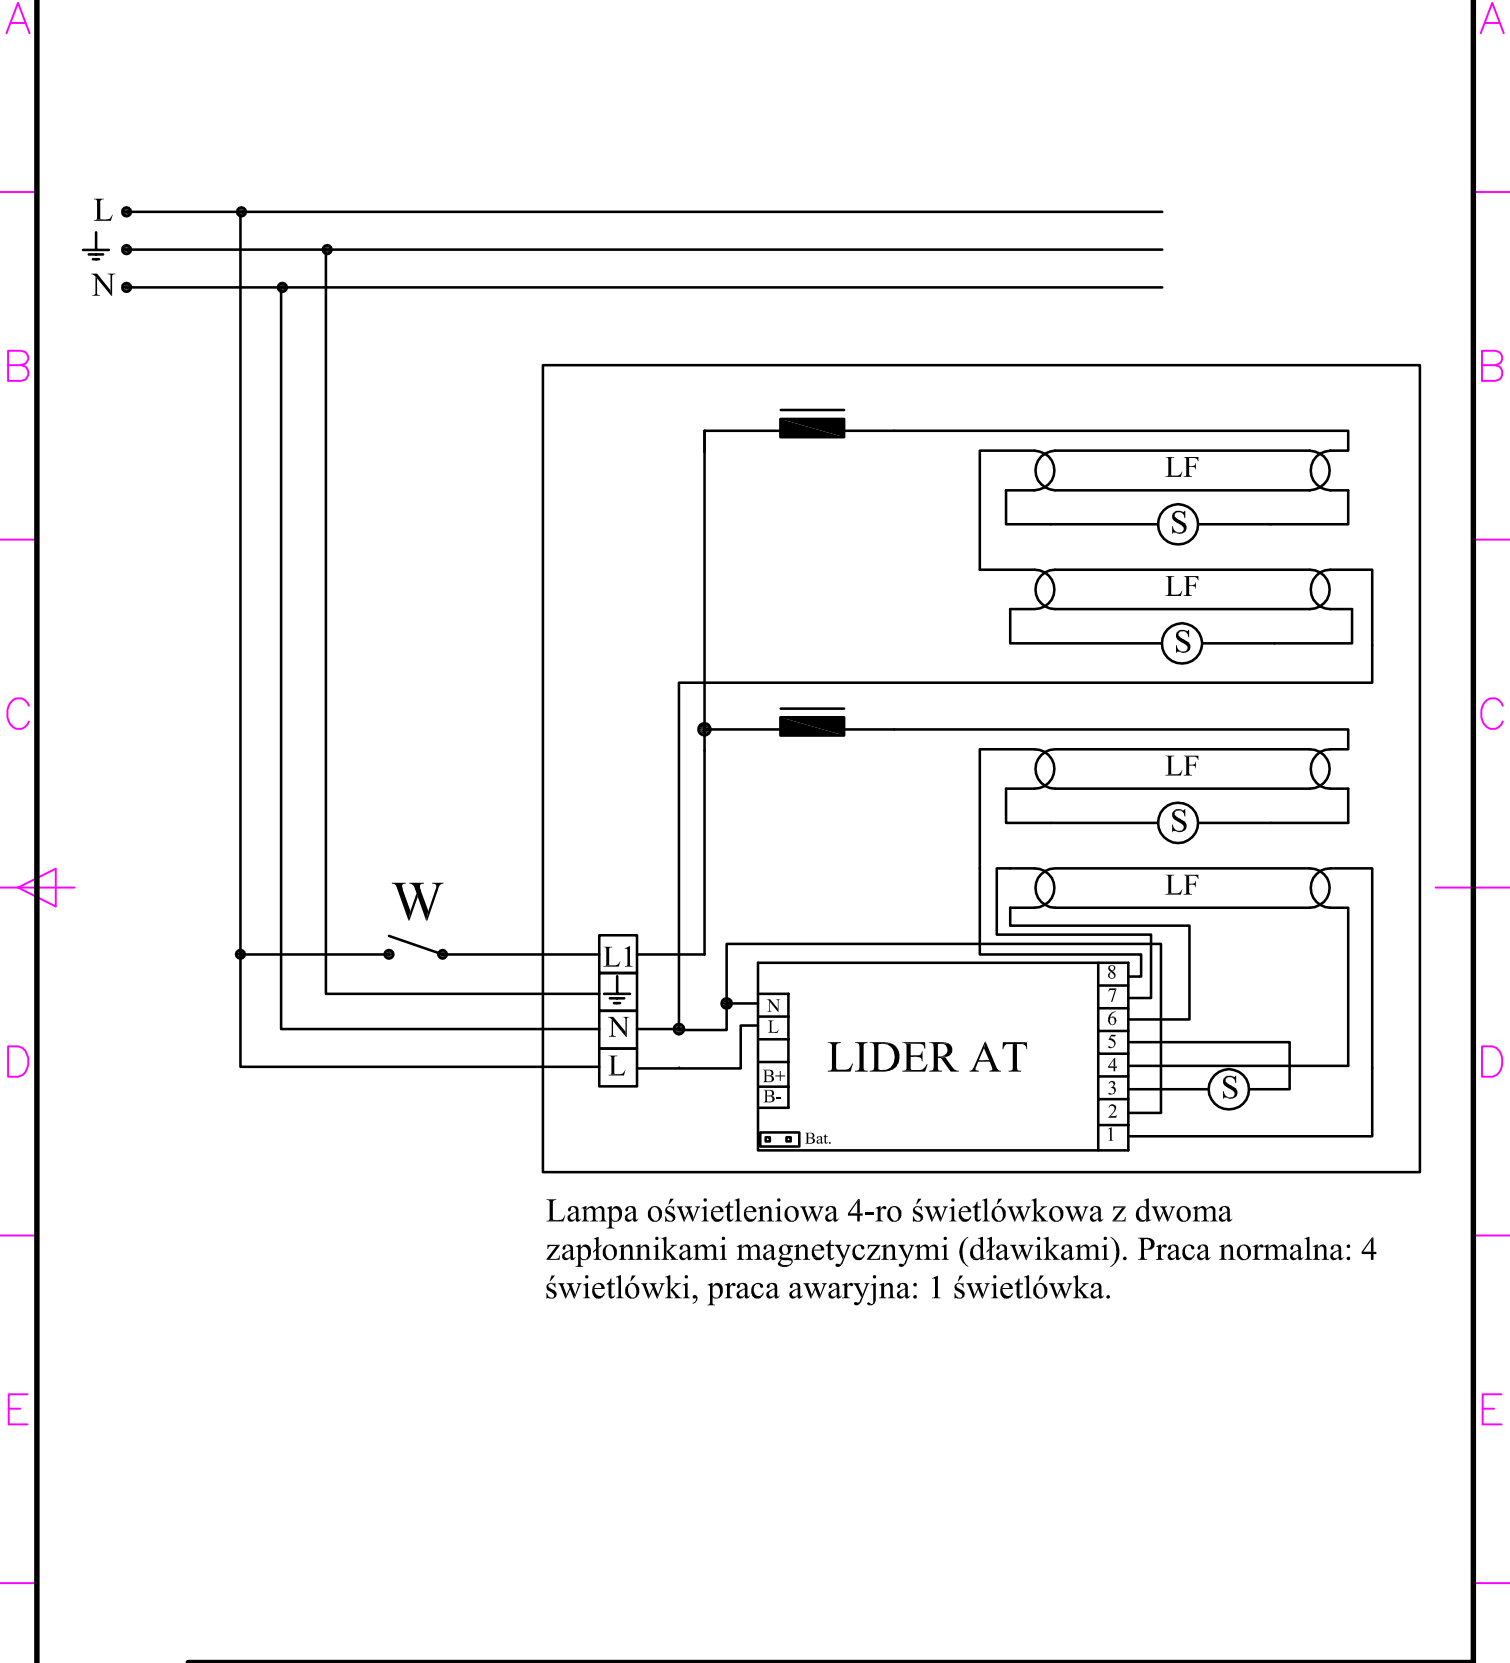 A A
L
N
B B
LF
S
LF
S
C C
LF
S
LF
W
L1
N
L
N
L
B+
B-
Bat.
LIDER AT
8
7
6
5
4
3
2
1
S
D D
Lampa oświetleniowa 4-ro świetlówkowa z dwoma
zapłonnikami magnetycznymi (dławikami). Praca normalna: 4
świetlówki, praca awaryjna: 1 świetlówka.
E E